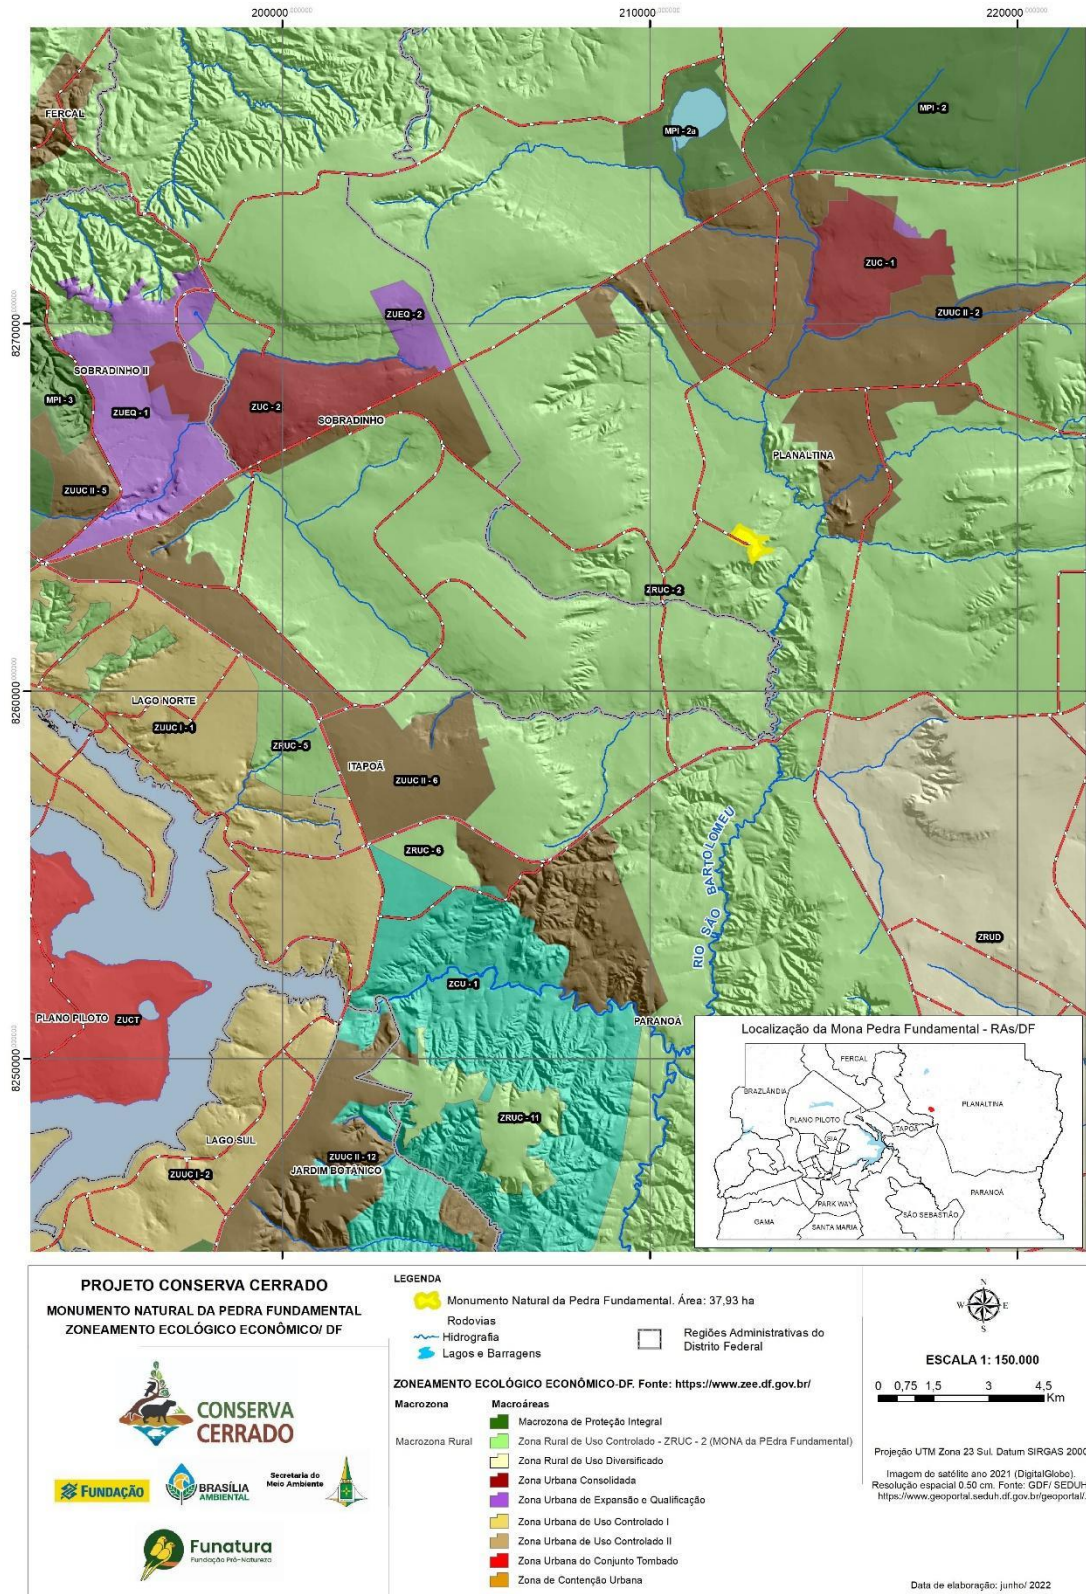 200000
210000
220000
FERCAL
MPI - 2
MPI - 2a
ZUC - 1
8270000
ZUEQ - 2
ZUUC II - 2
SOBRADINHO II
MPI - 3
ZUEQ - 1
ZUC - 2
SOBRADINHO
PLANALTINA
ZUUC II - 5
ZRUC - 2
8260000
LAGO NORTE
ZUUC I - 1
ZRUC - 5
ITAPOÃ
ZUUC II - 6
ZRUC - 6
RIO SÃO BARTOLOMEU
ZRUD
ZCU - 1
PLANO PILOTO
ZUCT
PARANOÁ
8250000
ZRUC - 11
LAGO SUL
ZUUC II - 12
ZUUC I - 2
JARDIM BOTÂNICO
Localização da Mona Pedra Fundamental - RAs/DF
FERCAL
BRAZLÂNDIA
PLANALTINA
PLANO PILOTO
ITAPOÃ
SIA
PARANOÁ
PARK WAY
SÃO SEBASTIÃO
GAMA
SANTA MARIA
PROJETO CONSERVA CERRADO
MONUMENTO NATURAL DA PEDRA FUNDAMENTAL
ZONEAMENTO ECOLÓGICO ECONÔMICO/ DF
CONSERVA
CERRADO
FUNDAÇÃO
BRASÍLIA
AMBIENTAL
Secretaria do
Meio Ambiente
Funatura
Fundação Pró-Natureza
LEGENDA
Monumento Natural da Pedra Fundamental. Área: 37,93 ha
Rodovias
Hidrografia
Lagos e Barragens
Regiões Administrativas do
Distrito Federal
ZONEAMENTO ECOLÓGICO ECONÔMICO-DF. Fonte: https://www.zee.df.gov.br/
Macrozona Macroáreas
Macrozona de Proteção Integral
Macrozona Rural Zona Rural de Uso Controlado - ZRUC - 2 (MONA da PEdra Fundamental)
Zona Rural de Uso Diversificado
Zona Urbana Consolidada
Zona Urbana de Expansão e Qualificação
Zona Urbana de Uso Controlado I
Zona Urbana de Uso Controlado II
Zona Urbana do Conjunto Tombado
Zona de Contenção Urbana
N
W E
S
ESCALA 1: 150.000
0 0,75 1,5 3 4,5
Km
Projeção UTM Zona 23 Sul. Datum SIRGAS 2000
Imagem do satélite ano 2021 (DigitalGlobe).
Resolução espacial 0.50 cm. Fonte: GDF/ SEDUH
https://www.geoportal.seduh.df.gov.br/geoportal/.
Data de elaboração: junho/ 2022